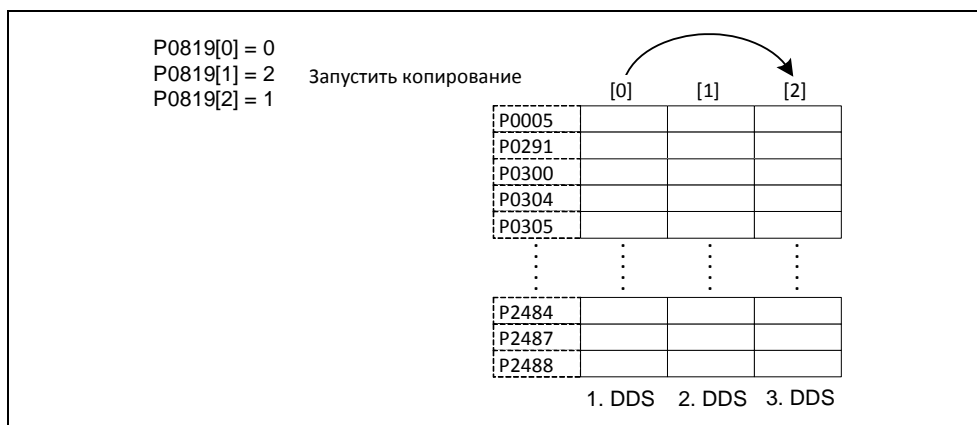 P0819[0] = 0
P0819[1] = 2
P0819[2] = 1
Запустить копирование
[0] [1] [2]
P0005
P0291
P0300
P0304
P0305
P2484
P2487
P2488
1. DDS 2. DDS 3. DDS